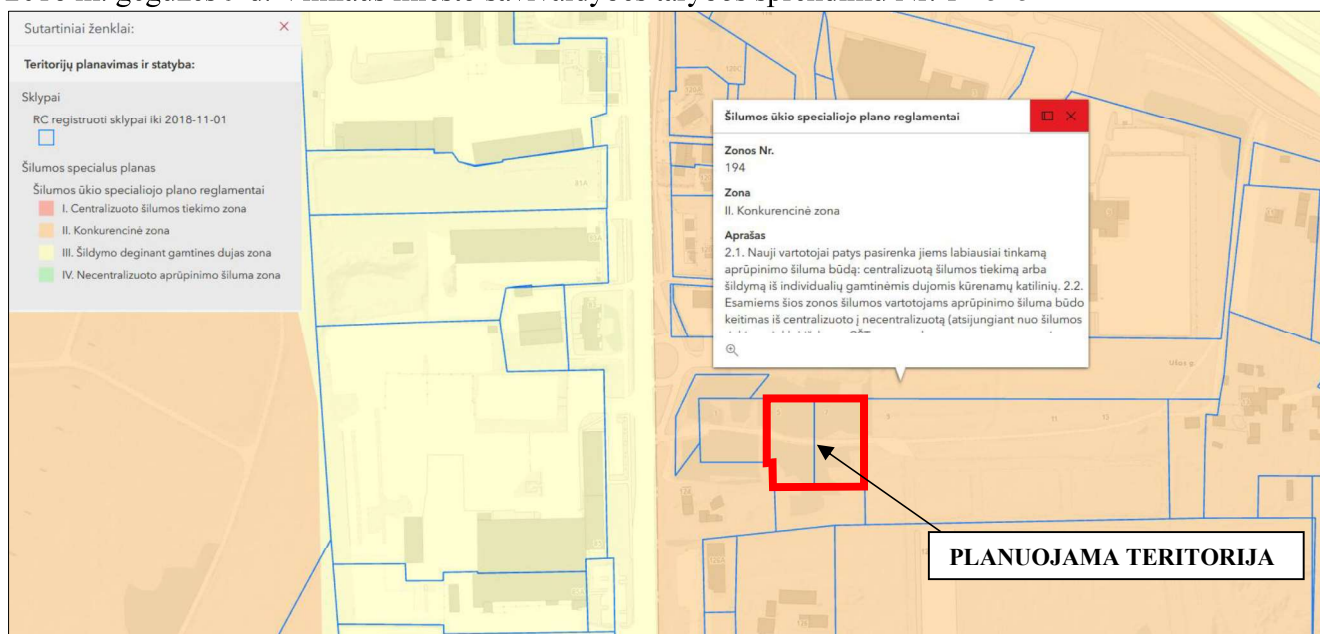 Sutartiniai ženklai:
Teritorijų planavimas ir statyba:
Sklypai
RC registruoti sklypai iki 2018-11-01
Šilumos specialus planas
Šilumos ūkio specialiojo plano reglamentai
I. Centralizuoto šilumos tiekimo zona
II. Konkurencinė zona
III. Šildymo deginant gamtines dujas zona
IV. Necentralizuoto aprūpinimo šiluma zona
Šilumos ūkio specialiojo plano reglamentai
Zonos Nr.
194
Zona
II. Konkurencinė zona
Aprašas
2.1. Nauji vartotojai patys pasirenka jiems labiausiai tinkamą
aprūpinimo šiluma būdą: centralizuotą šilumos tiekimą arba
šildymą iš individualių gamtinėmis dujomis kūrenamų katilinių. 2.2.
Esamiems šios zonos šilumos vartotojams aprūpinimo šiluma būdo
keitimas iš centralizuoto į necentralizuotą (atsijungiant nuo šilumos
9
11
13
PLANUOJAMA TERITORIJA